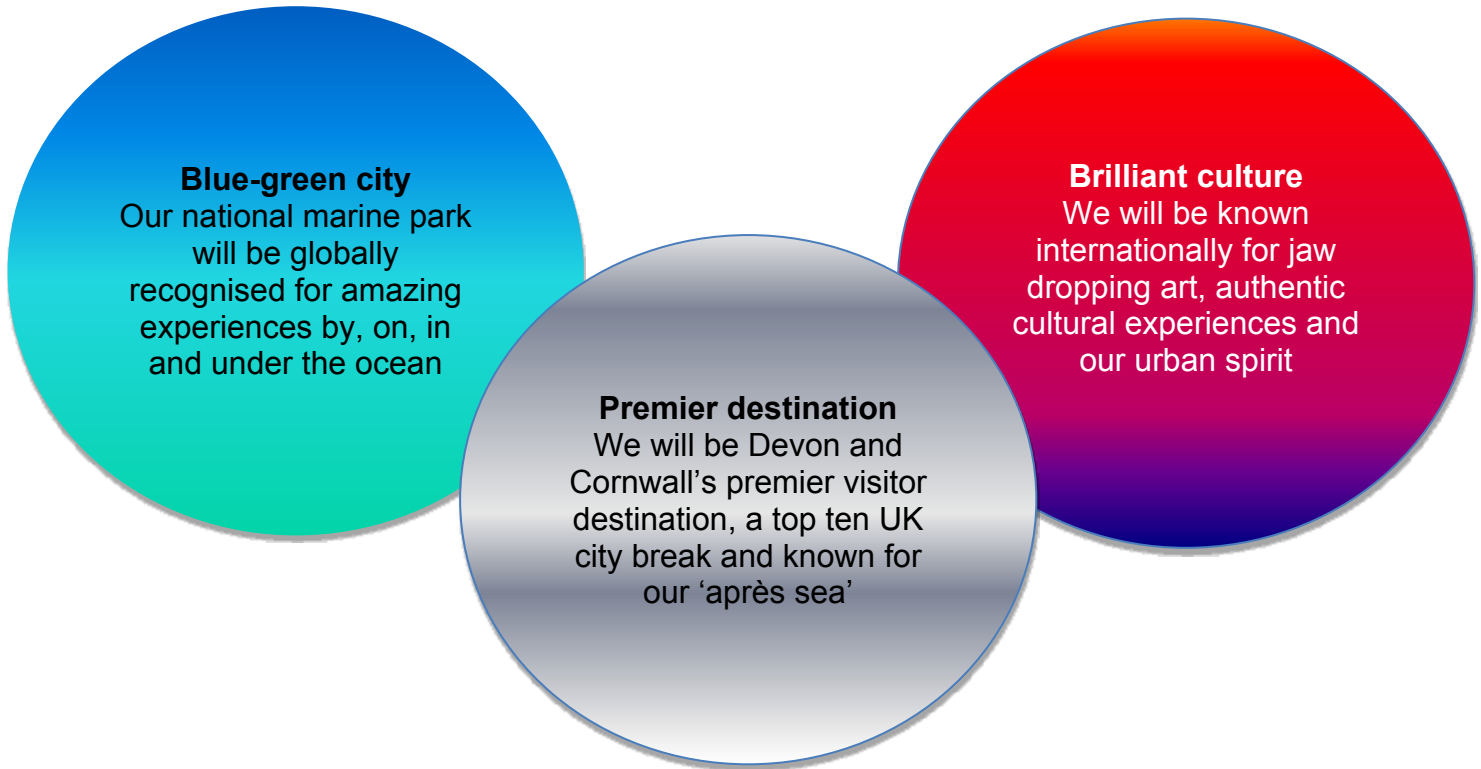 Blue-green city
Our national marine park
will be globally
recognised for amazing
experiences by, on, in
and under the ocean
Premier destination
We will be Devon and
Cornwall’s premier visitor
destination, a top ten UK
city break and known for
our ‘après sea’
Brilliant culture
We will be known
internationally for jaw
dropping art, authentic
cultural experiences and
our urban spirit